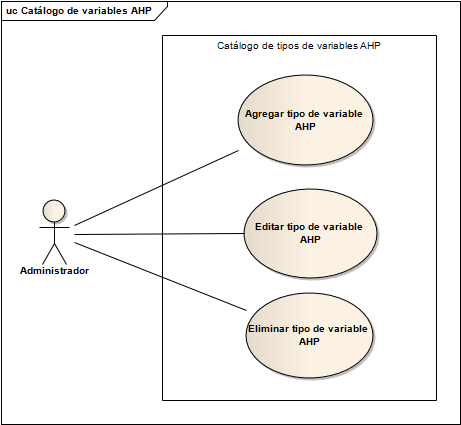 uc Catálogo de variables AHP
Catálogo de tipos de variables AHP
Agregar tipo de variable
AHP
Editar tipo de variable
AHP
Administrador
Eliminar tipo de variable
AHP